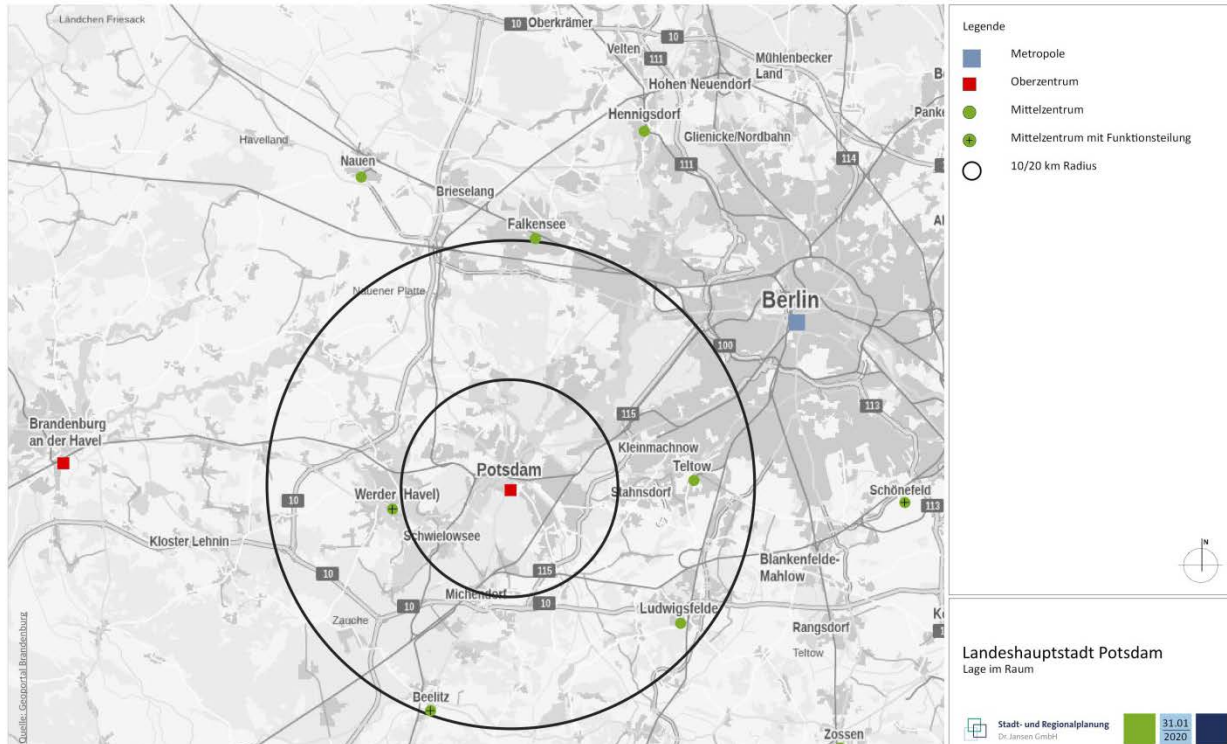 Ländchen Friesack
10
Oberkrämer
Velten
10
111
Mühlenbecker
Land
Hohen Neuendorf
Hennigsdorf
Glienicke/Nordbahn
Havelland
Nauen
114
111
Brieselang
Falkensee
Nauener Platte
Berlin
100
115
113
Brandenburg
an der Havel
Kleinmachnow
Potsdam
Teltow
Stahnsdorf
Schönefeld
113
10
Werder (Havel)
Schwielowsee
Kloster Lehnin
Blankenfelde-
Mahlow
10
115
Michendorf
10
10
Ludwigsfelde
Zauche
Rangsdorf
Teltow
Beelitz
Zossen
Quelle: Geoportal Brandenburg
Legende
Metropole
Oberzentrum
Mittelzentrum
Mittelzentrum mit Funktionsteilung
10/20 km Radius
N
Landeshauptstadt Potsdam
Lage im Raum
Stadt- und Regionalplanung
Dr. Jansen GmbH
31.01
2020